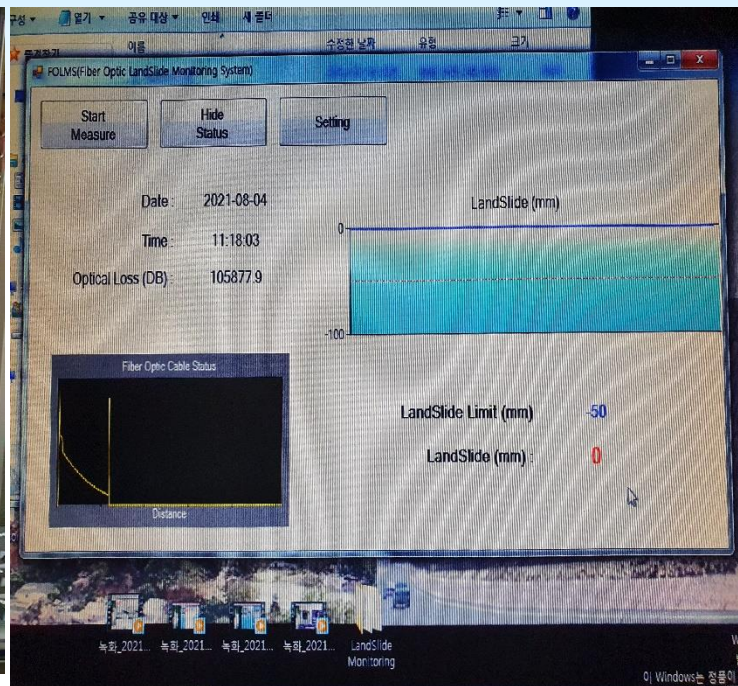 구성 ▼ 열기 ▼ 공유 대상 ▼ 인쇄 새 폴더
이름 수정한 날짜 유형 크기
FOLMS(Fiber Optic LandSlide Monitoring System)
Start
Measure
Hide
Status
Setting
Date : 2021-08-04
Time : 11:18:03
Optical Loss (DB) : 105877.9
LandSlide (mm)
0
-100
Fiber Optic Cable Status
Distance
LandSlide Limit (mm) -50
LandSlide (mm) : 0
녹화_2021... 녹화_2021... 녹화_2021... 녹화_2021... LandSlide
Monitoring
이 Windows는 정품이